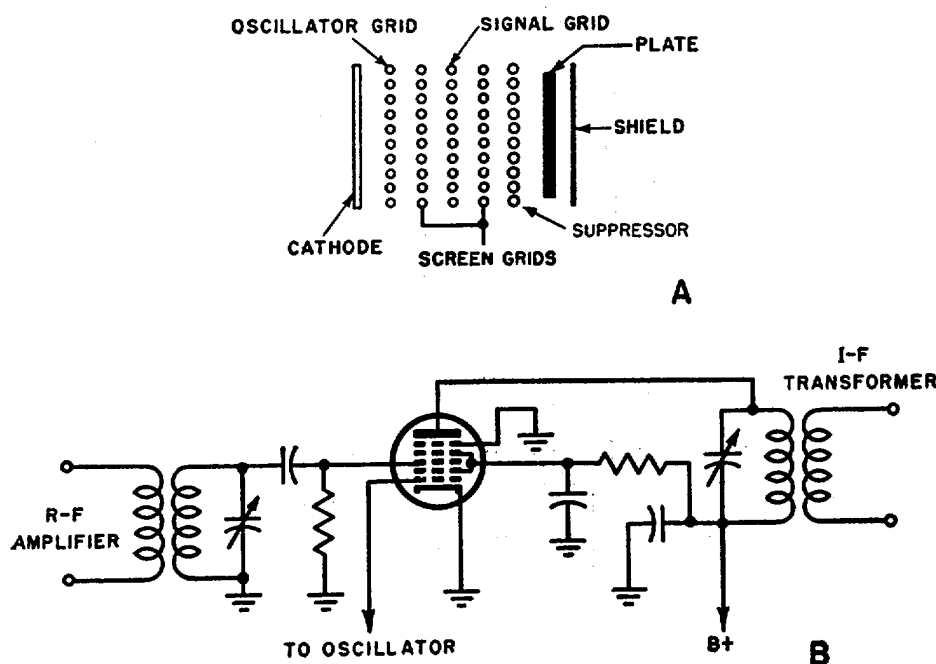 OSCILLATOR GRID
SIGNAL GRID
PLATE
SHIELD
CATHODE
SUPPRESSOR
SCREEN GRIDS
A
I-F
TRANSFORMER
R-F
AMPLIFIER
TO OSCILLATOR
B+
B